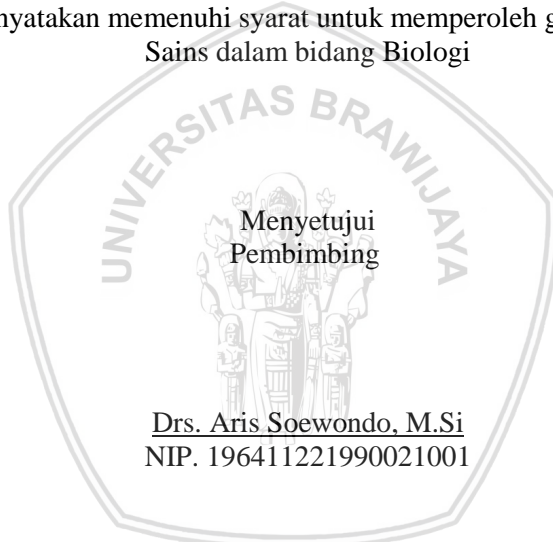 nyatakan memenuhi syarat untuk memperoleh g
Sains dalam bidang Biologi
UNIVERSITAS BRAWIJAYA
Menyetujui
Pembimbing
Drs. Aris Soewondo, M.Si
NIP. 196411221990021001